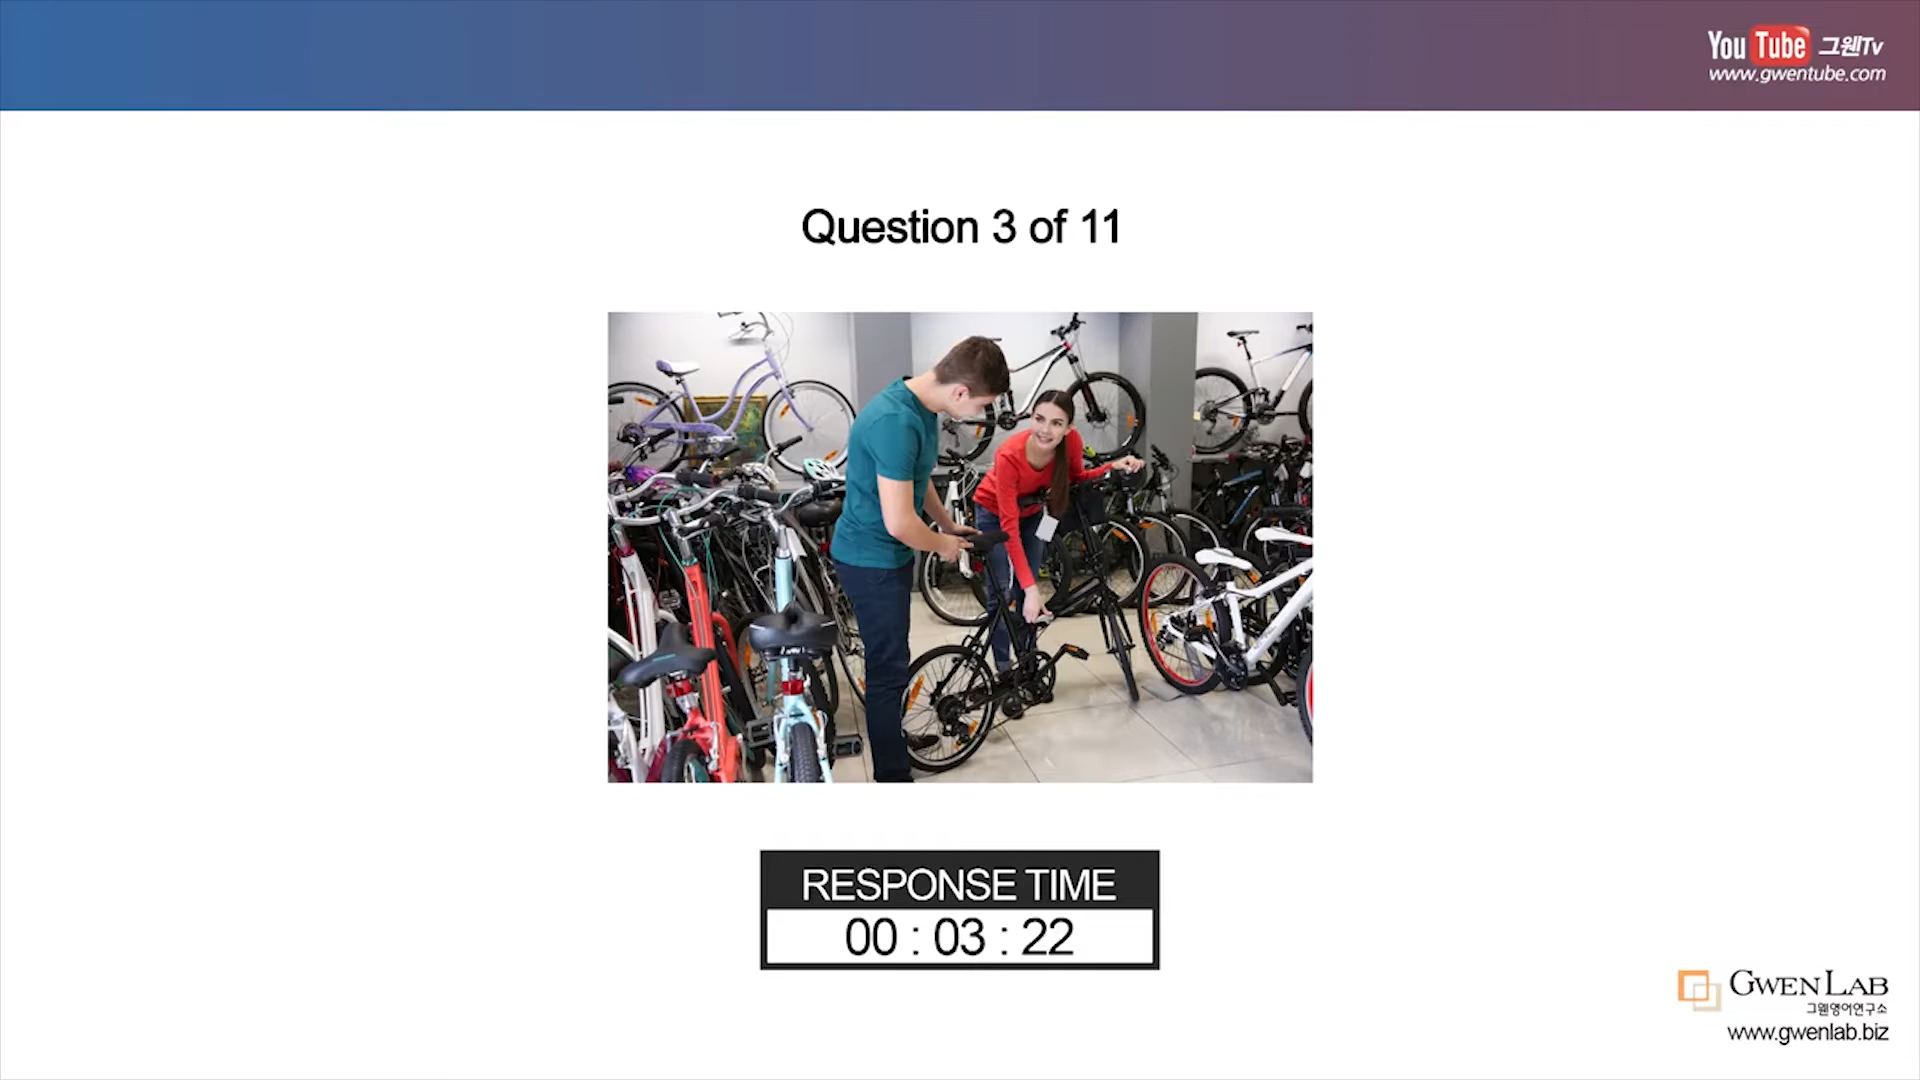 You Tube 그웬Tv
www.gwentube.com
Question 3 of 11
RESPONSE TIME
00 : 03 : 22
GWEN LAB
그웬영어연구소
www.gwenlab.biz